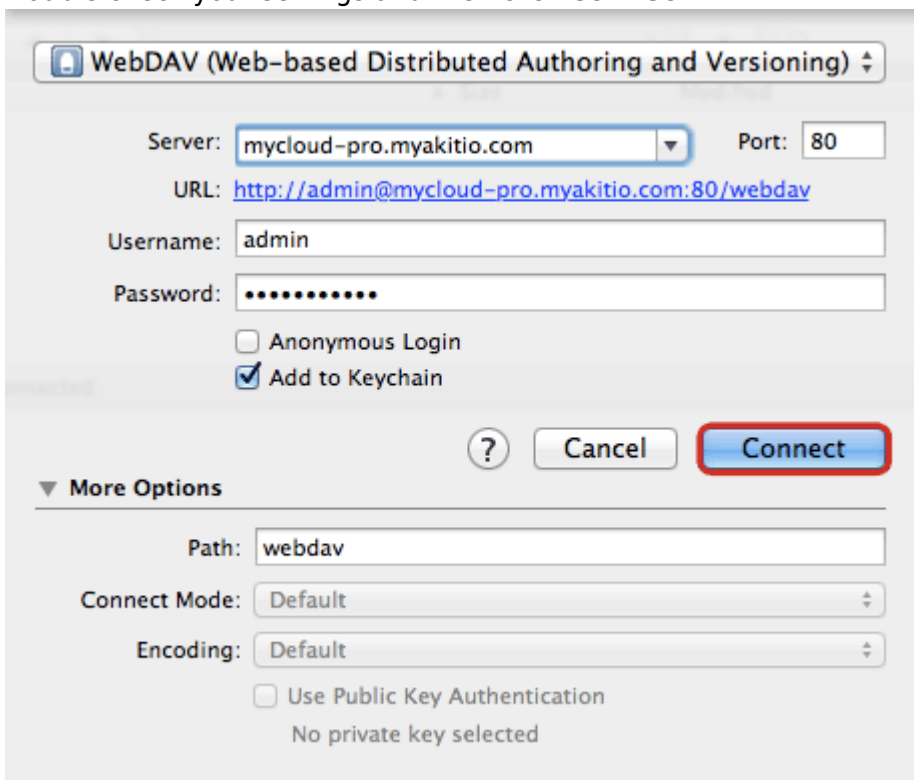 WebDAV (Web-based Distributed Authoring and Versioning)
Server: mycloud-pro.myakitio.com Port: 80
URL: http://admin@mycloud-pro.myakitio.com:80/webdav
Username: admin
Password: •••••••••••
Anonymous Login
Add to Keychain
? Cancel Connect
More Options
Path: webdav
Connect Mode: Default
Encoding: Default
Use Public Key Authentication
No private key selected